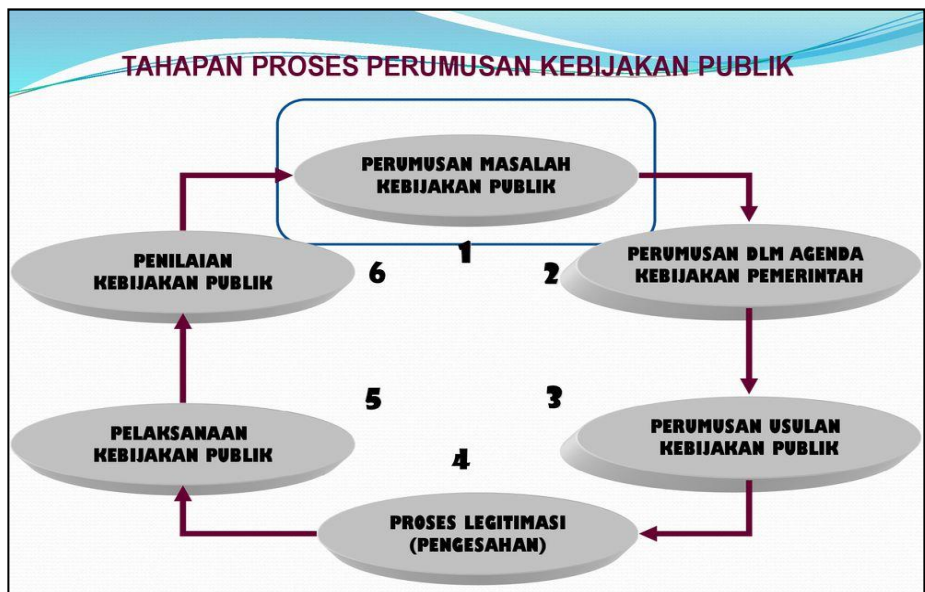 TAHAPAN PROSES PERUMUSAN KEBIJAKAN PUBLIK
PERUMUSAN MASALAH
KEBIJAKAN PUBLIK
1
2
PERUMUSAN DLM AGENDA
KEBIJAKAN PEMERINTAH
3
PERUMUSAN USULAN
KEBIJAKAN PUBLIK
4
PROSES LEGITIMASI
(PENGESAHAN)
5
PELAKSANAAN
KEBIJAKAN PUBLIK
6
PENILAIAN
KEBIJAKAN PUBLIK